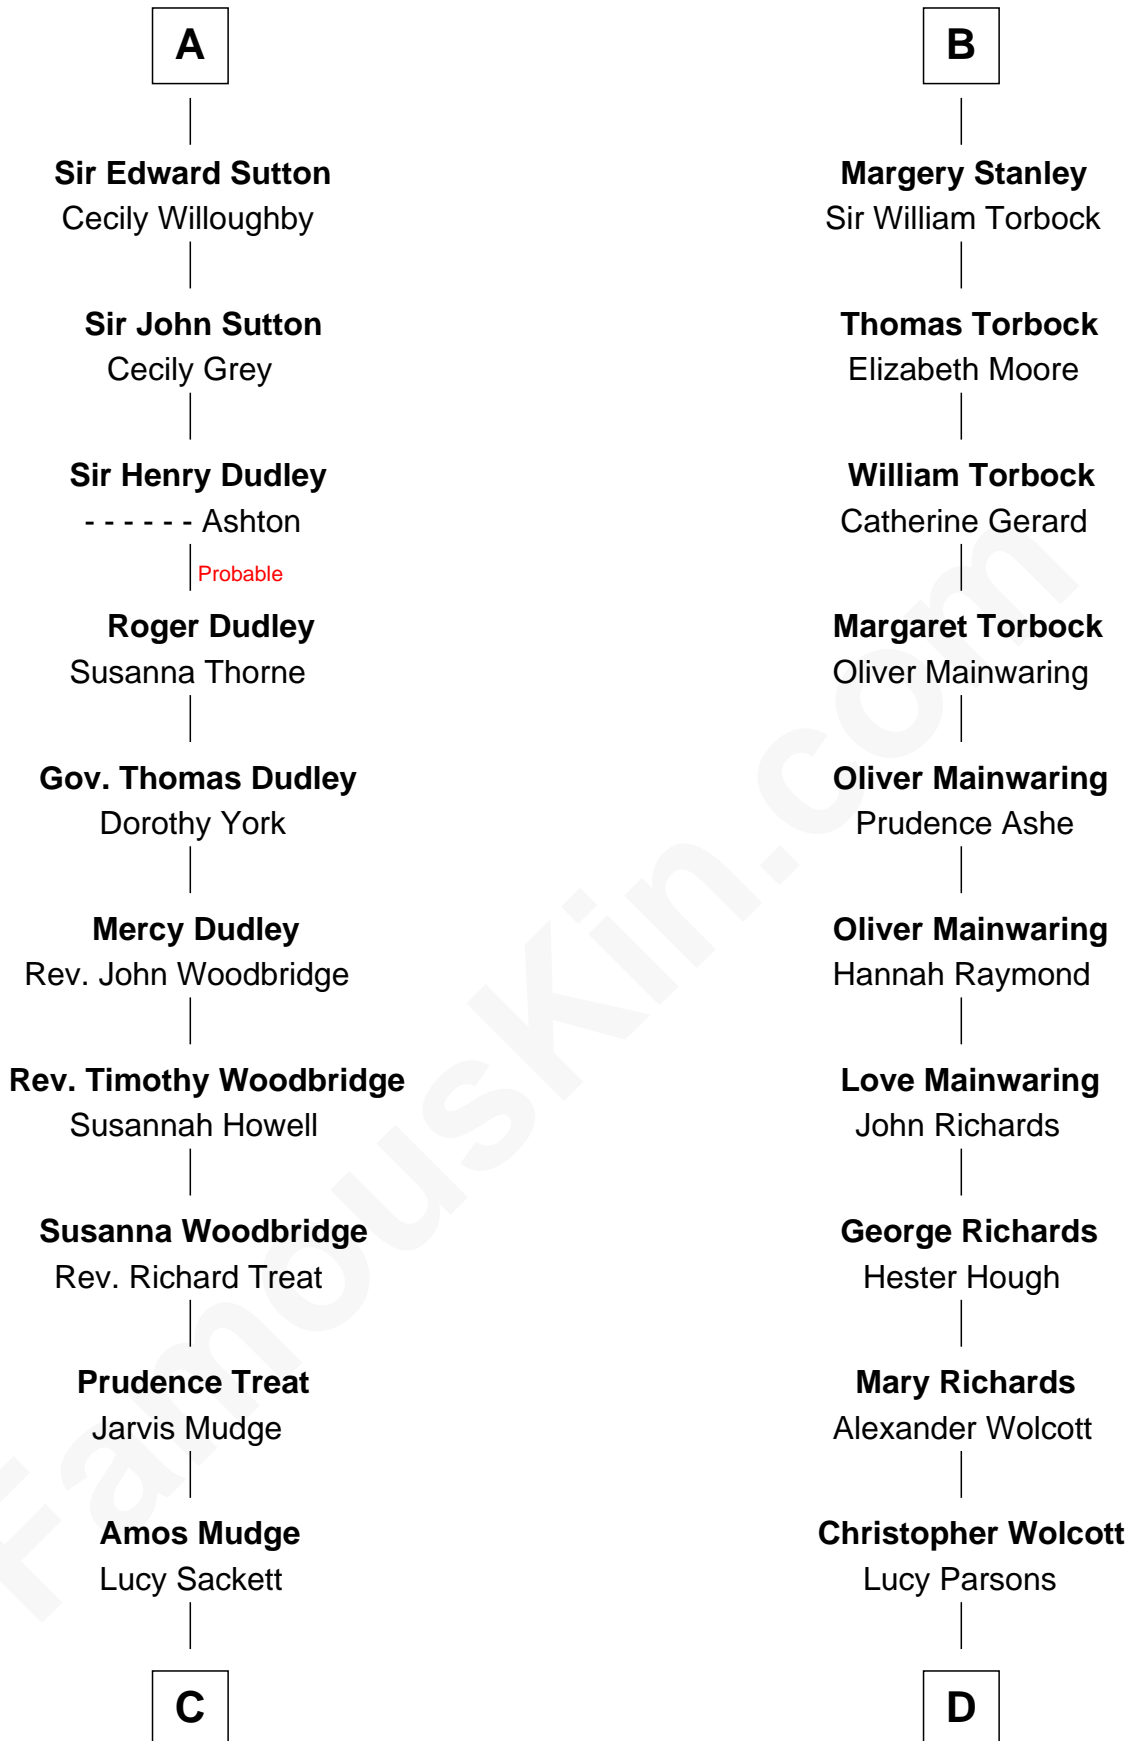 A
Sir Edward Sutton
Cecily Willoughby
Sir John Sutton
Cecily Grey
Sir Henry Dudley
- - - - - - Ashton
Probable
Roger Dudley
Susanna Thorne
Gov. Thomas Dudley
Dorothy York
Mercy Dudley
Rev. John Woodbridge
Rev. Timothy Woodbridge
Susannah Howell
Susanna Woodbridge
Rev. Richard Treat
Prudence Treat
Jarvis Mudge
Amos Mudge
Lucy Sackett
C
B
Margery Stanley
Sir William Torbock
Thomas Torbock
Elizabeth Moore
William Torbock
Catherine Gerard
Margaret Torbock
Oliver Mainwaring
Oliver Mainwaring
Prudence Ashe
Oliver Mainwaring
Hannah Raymond
Love Mainwaring
John Richards
George Richards
Hester Hough
Mary Richards
Alexander Wolcott
Christopher Wolcott
Lucy Parsons
D
FamousKin.com